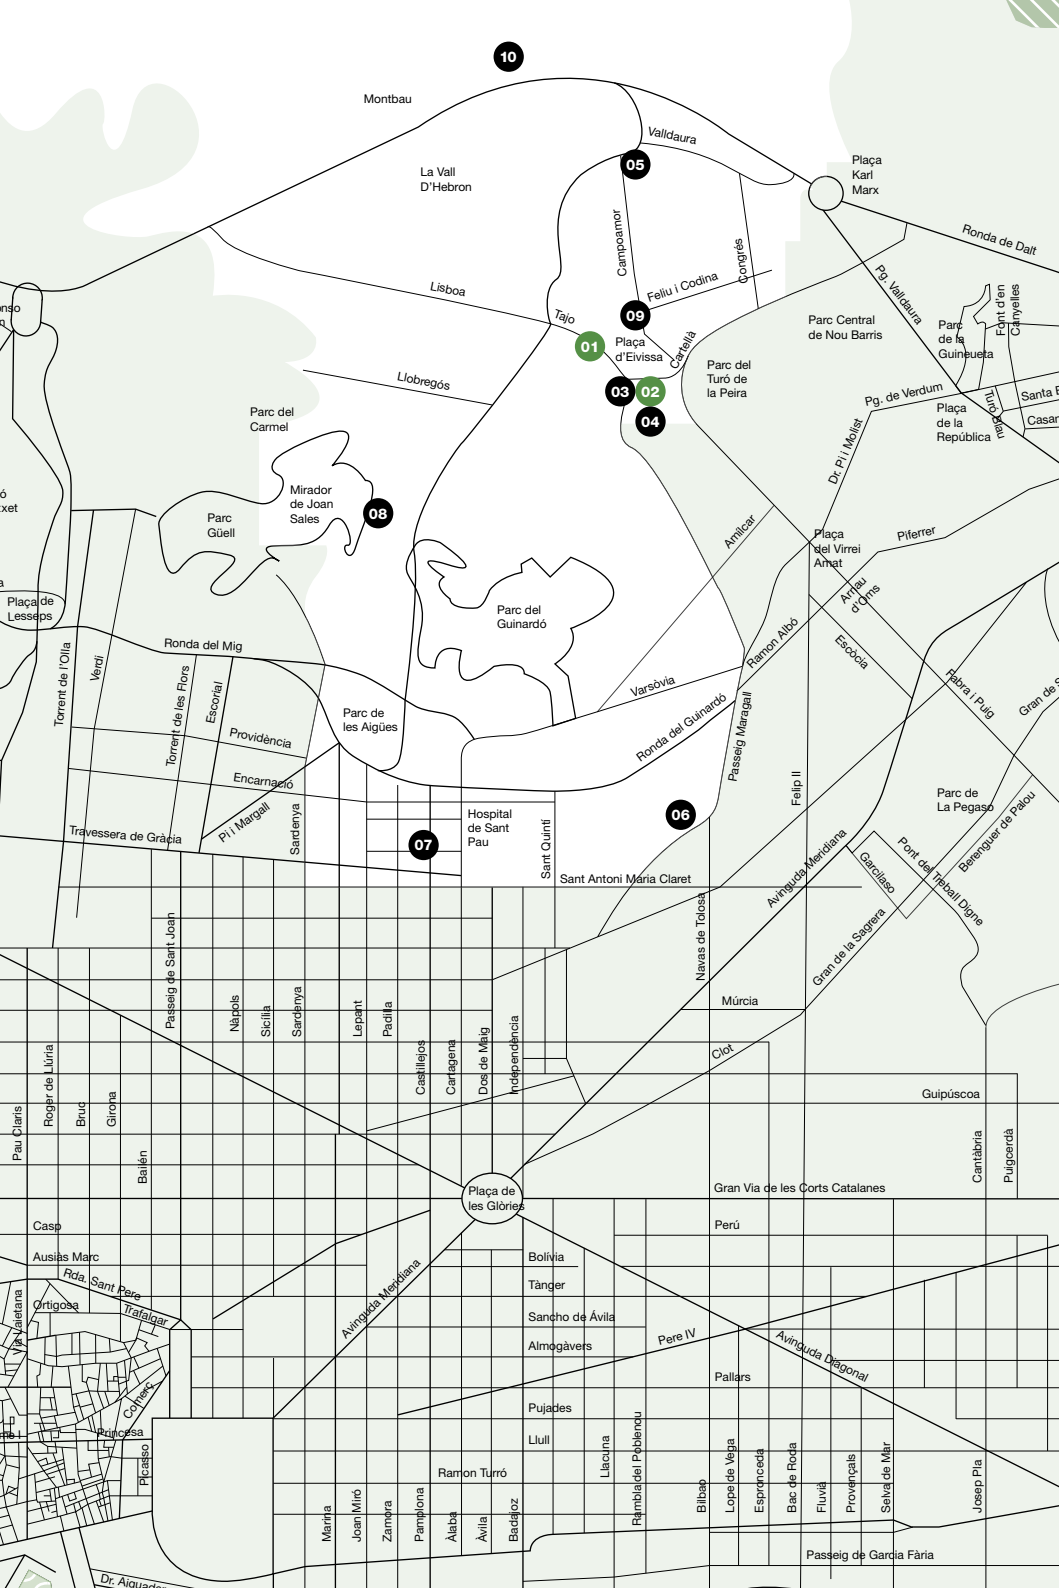 10
Montbau
Valldaura
05
La Vall
D'Hebron
Plaça
Karl
Marx
Campoamor
Congrés
Ronda de Dalt
Lisboa
Feliu i Codina
Pg. Valldaura
Font d'en
Canyelles
Tajo
09
01
Plaça
d'Eivissa
Cartellà
Parc Central
de Nou Barris
Parc
de la
Guineueta
Llobregós
03
02
04
Parc del
Turó de
la Peira
Pg. de Verdum
Turó Blau
Santa E
Casar
Plaça
de la
República
Parc del
Carmel
Dr. Pi i Molist
Mirador
de Joan
Sales
08
Parc
Güell
Amílcar
Plaça
del Virrei
Amat
Piferrer
Arnau
d'Oms
Plaça de
Lesseps
Parc del
Guinardó
Ramon Albó
Escòcia
Ronda del Mig
Torrent de l'Olla
Verdi
Torrent de les Flors
Escorial
Varsòvia
Fabra i Puig
Gran de S
Parc de
les Aigües
Ronda del Guinardó
Passeig Maragall
Providència
Encarnació
Felip II
Pi i Margall
Sardenya
Travessera de Gràcia
07
Hospital
de Sant
Pau
Sant Quintí
06
Parc de
La Pegaso
Berenguer de Palou
Avinguda Meridiana
Garcilaso
Pont del Treball Digne
Sant Antoni Maria Claret
Navas de Tolosa
Gran de la Sagrera
Passeig de Sant Joan
Nàpols
Sicília
Sardenya
Lepant
Padilla
Múrcia
Clot
Castillejos
Cartagena
Dos de Maig
Independència
Pau Claris
Roger de Llúria
Bruc
Girona
Bailén
Guipúscoa
Cantàbria
Puigcerdà
Plaça de
les Glòries
Gran Via de les Corts Catalanes
Casp
Perú
Ausiàs Marc
Bolívia
Rda. Sant Pere
Tànger
Ortigosa
Trafalgar
Via Laietana
Avinguda Meridiana
Sancho de Ávila
Almogàvers
Pere IV
Avinguda Diagonal
Pallars
Comerç
Pujades
Princesa
Llull
Picasso
Ramon Turró
Marina
Joan Miró
Zamora
Pamplona
Àlaba
Àvila
Badajoz
Llacuna
Rambla del Poblenou
Bilbao
Lope de Vega
Espronceda
Bac de Roda
Fluvià
Provençals
Selva de Mar
Josep Pla
Passeig de Garcia Fària
Dr. Aiguader